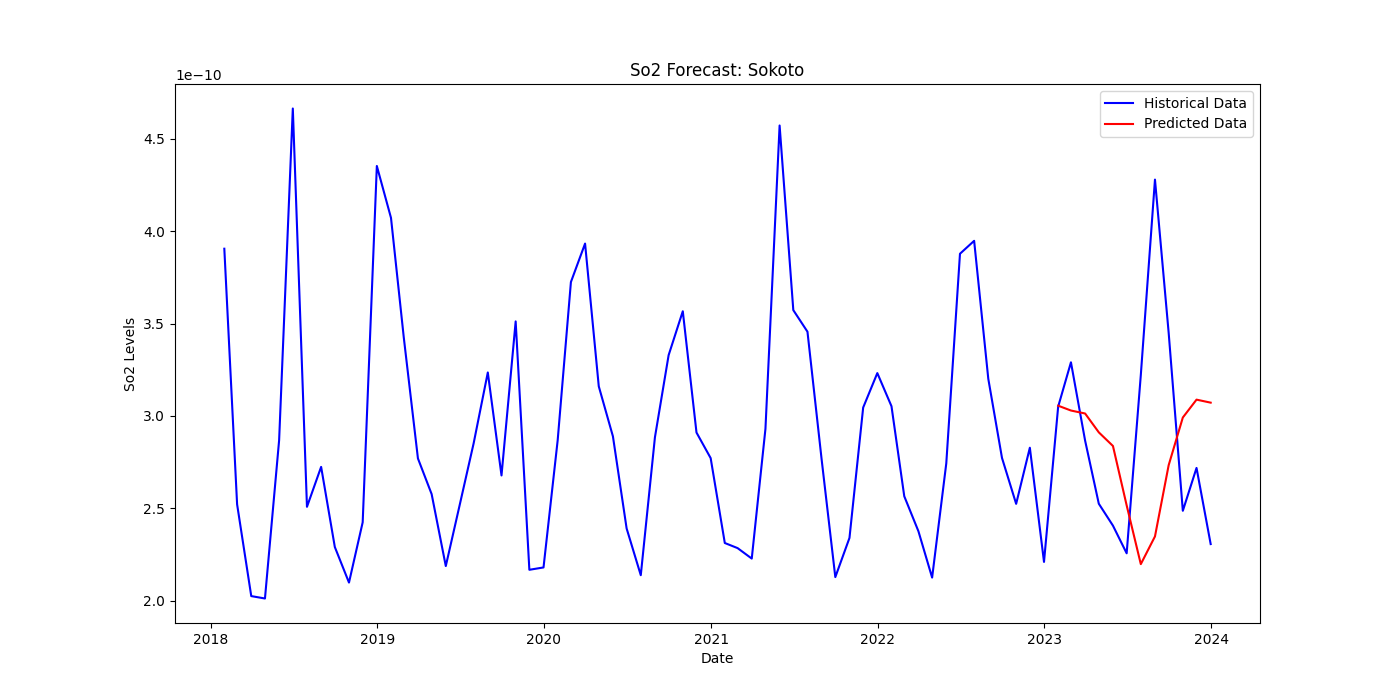 So2 Forecast: Sokoto
1e−10
Historical Data
Predicted Data
4.5
4.0
3.5
3.0
2.5
2.0
So2 Levels
2018 2019 2020 2021 2022 2023 2024
Date